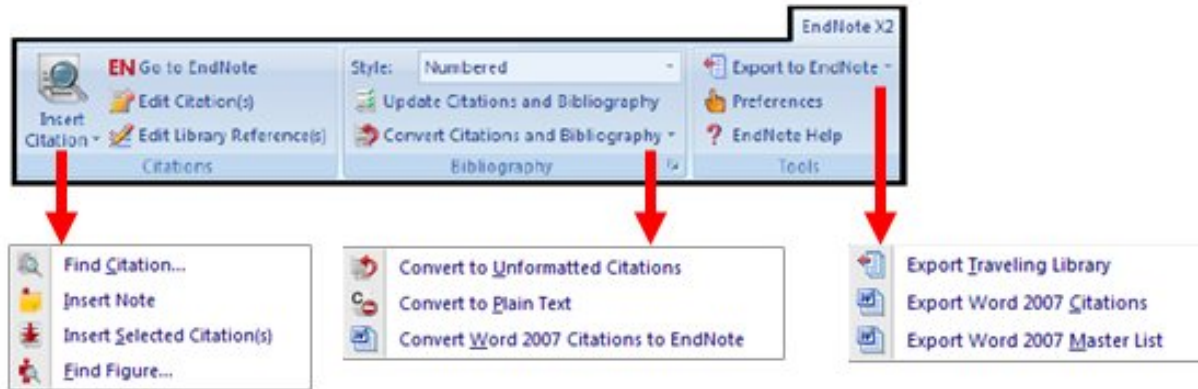 EndNote X2
EN Go to EndNote
Edit Citation(s)
Insert Citation
Edit Library Reference(s)
Citations
Style: Numbered
Update Citations and Bibliography
Convert Citations and Bibliography
Bibliography
Export to EndNote
Preferences
? EndNote Help
Tools
Find Citation...
Insert Note
Insert Selected Citation(s)
Find Figure...
Convert to Unformatted Citations
Convert to Plain Text
Convert Word 2007 Citations to EndNote
Export Traveling Library
Export Word 2007 Citations
Export Word 2007 Master List